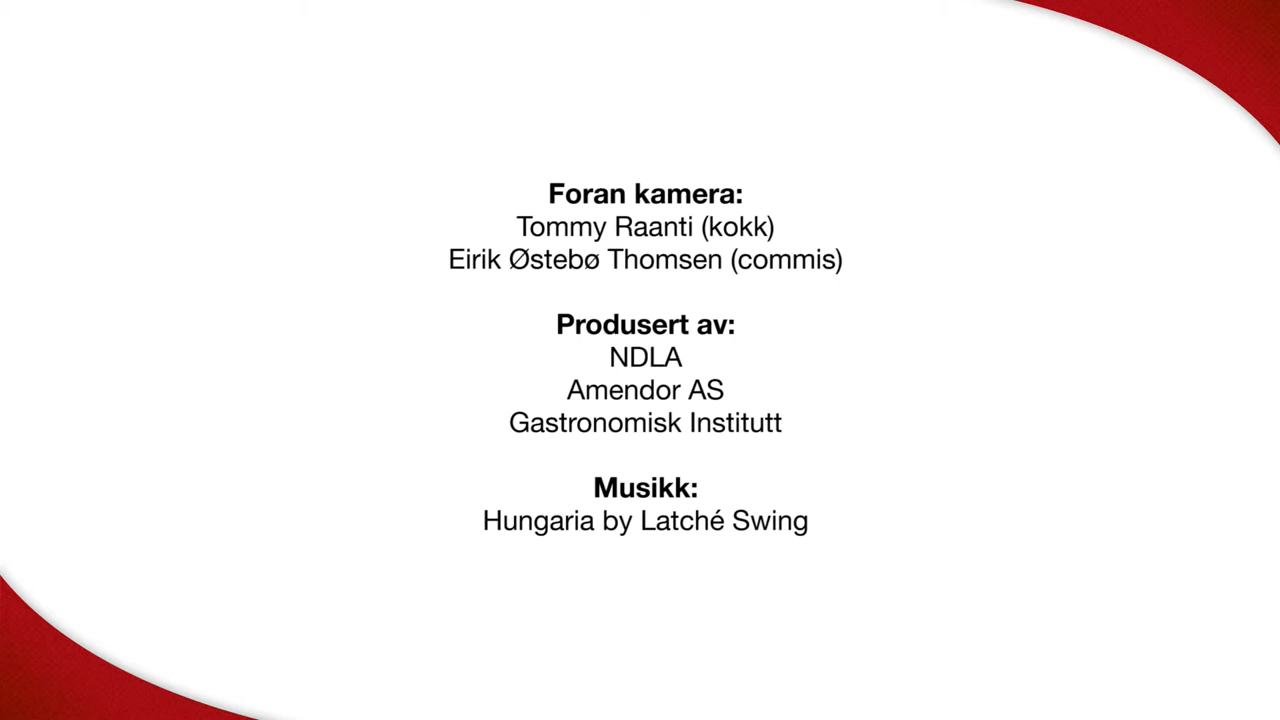 Foran kamera:
Tommy Raanti (kokk)
Eirik Østebø Thomsen (commis)
Produsert av:
NDLA
Amendor AS
Gastronomisk Institutt
Musikk:
Hungaria by Latché Swing